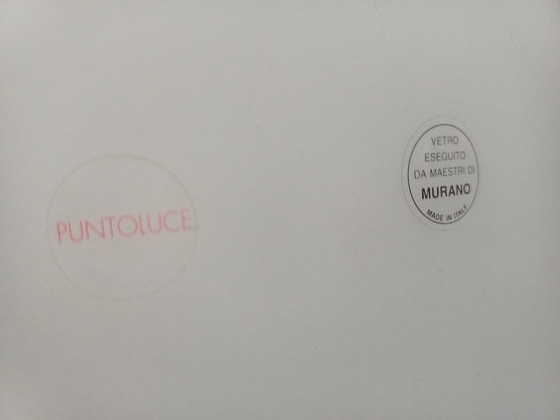 PUNTOLUCE
VETRO
ESEGUITO
DA MAESTRI DI
MURANO
MADE IN ITALY